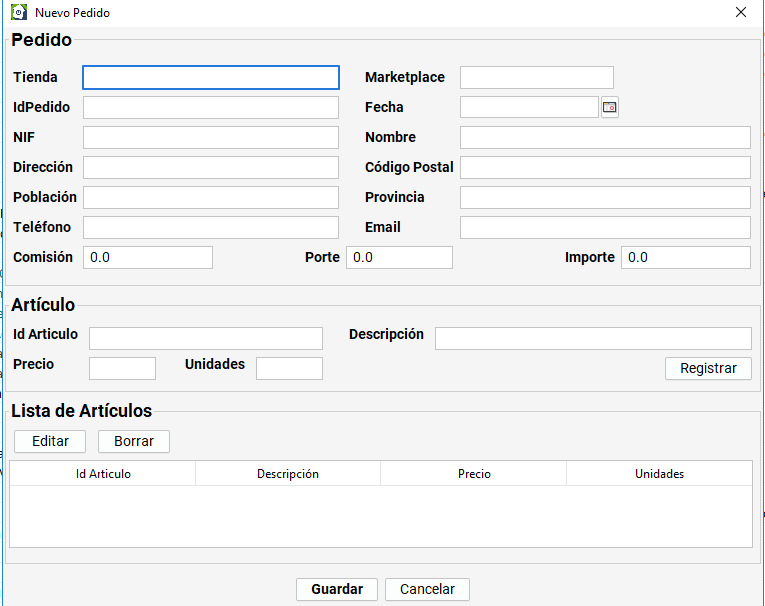 Nuevo Pedido
Pedido
Tienda Marketplace
IdPedido Fecha
NIF Nombre
Dirección Código Postal
Población Provincia
Teléfono Email
Comisión 0.0 Porte 0.0 Importe 0.0
Artículo
Id Articulo Descripción
Precio Unidades Registrar
Lista de Artículos
Editar Borrar
Id Articulo Descripción Precio Unidades
Guardar Cancelar